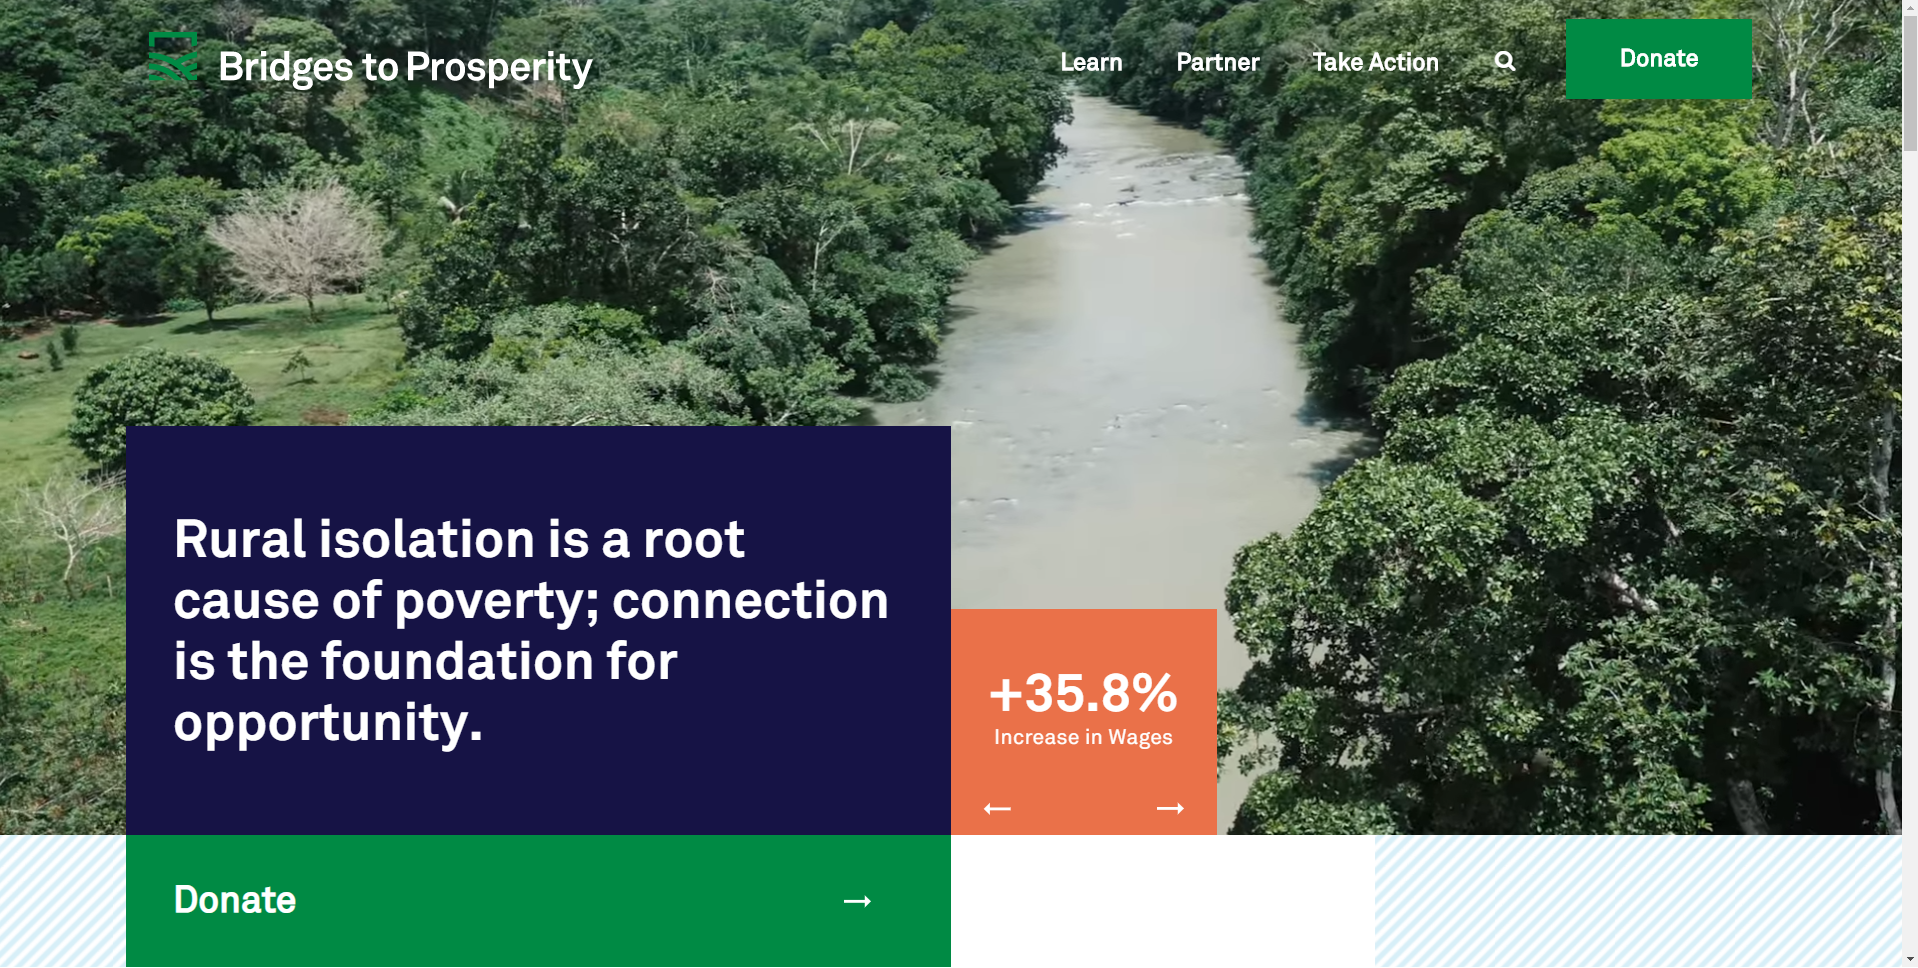 Bridges to Prosperity
Learn
Partner
Take Action
Donate
Rural isolation is a root
cause of poverty; connection
is the foundation for
opportunity.
+35.8%
Increase in Wages
Donate